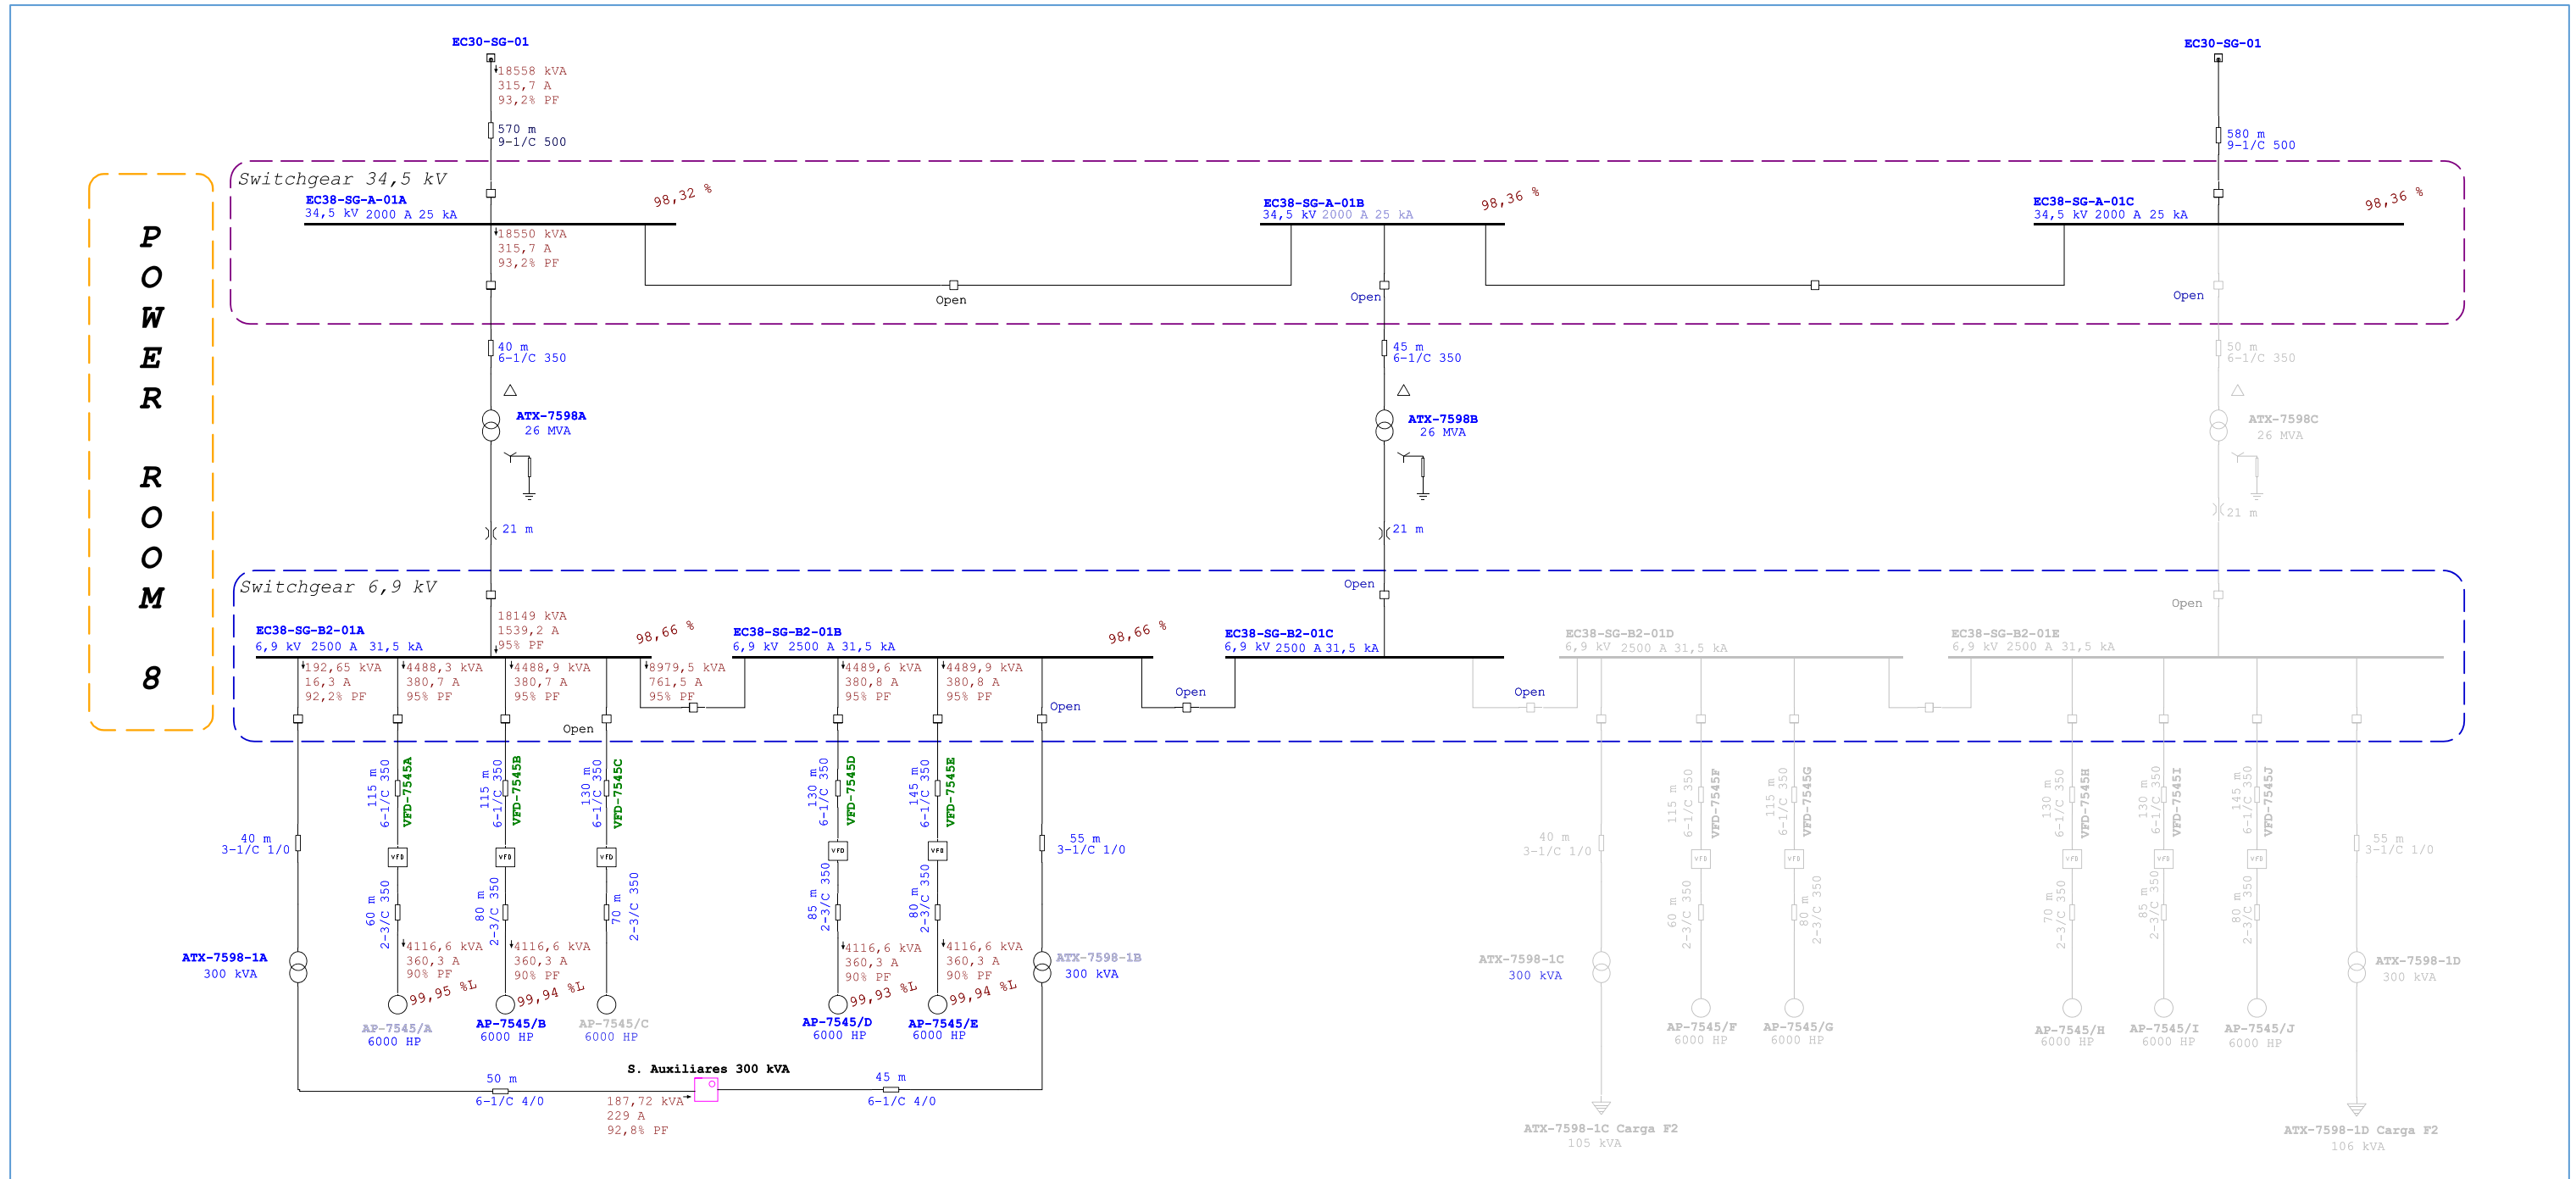 EC30-SG-01
18558 kVA
315,7 A
93,2% PF
570 m
9-1/C 500
EC30-SG-01
580 m
9-1/C 500
POWER ROOM 8
Switchgear 34,5 kV
EC38-SG-A-01A
34,5 kV 2000 A 25 kA
98,32 %
18550 kVA
315,7 A
93,2% PF
EC38-SG-A-01B
34,5 kV 2000 A 25 kA
98,36 %
EC38-SG-A-01C
34,5 kV 2000 A 25 kA
98,36 %
Open
Open
Open
40 m
6-1/C 350
45 m
6-1/C 350
50 m
6-1/C 350
ATX-7598A
26 MVA
ATX-7598B
26 MVA
ATX-7598C
26 MVA
21 m
21 m
21 m
Switchgear 6,9 kV
Open
Open
18149 kVA
1539,2 A
95% PF
EC38-SG-B2-01A
6,9 kV 2500 A 31,5 kA
98,66 %
EC38-SG-B2-01B
6,9 kV 2500 A 31,5 kA
98,66 %
EC38-SG-B2-01C
6,9 kV 2500 A 31,5 kA
EC38-SG-B2-01D
6,9 kV 2500 A 31,5 kA
EC38-SG-B2-01E
6,9 kV 2500 A 31,5 kA
192,65 kVA
16,3 A
92,2% PF
4488,3 kVA
380,7 A
95% PF
4488,9 kVA
380,7 A
95% PF
8979,5 kVA
761,5 A
95% PF
4489,6 kVA
380,8 A
95% PF
4489,9 kVA
380,8 A
95% PF
Open
Open
Open
Open
115 m
6-1/C 350
VFD-7545A
115 m
6-1/C 350
VFD-7545B
130 m
6-1/C 350
VFD-7545C
130 m
6-1/C 350
VFD-7545D
145 m
6-1/C 350
VFD-7545E
115 m
6-1/C 350
VFD-7545F
115 m
6-1/C 350
VFD-7545G
130 m
6-1/C 350
VFD-7545H
130 m
6-1/C 350
VFD-7545I
145 m
6-1/C 350
VFD-7545J
40 m
3-1/C 1/0
55 m
3-1/C 1/0
40 m
3-1/C 1/0
55 m
3-1/C 1/0
VFD
VFD
VFD
VFD
VFD
VFD
VFD
VFD
VFD
VFD
60 m
2-3/C 350
80 m
2-3/C 350
70 m
2-3/C 350
85 m
2-3/C 350
80 m
2-3/C 350
60 m
2-3/C 350
80 m
2-3/C 350
70 m
2-3/C 350
85 m
2-3/C 350
80 m
2-3/C 350
4116,6 kVA
360,3 A
90% PF
4116,6 kVA
360,3 A
90% PF
4116,6 kVA
360,3 A
90% PF
4116,6 kVA
360,3 A
90% PF
ATX-7598-1A
300 kVA
ATX-7598-1B
300 kVA
ATX-7598-1C
300 kVA
ATX-7598-1D
300 kVA
99,95 %L
99,94 %L
99,93 %L
99,94 %L
AP-7545/A
6000 HP
AP-7545/B
6000 HP
AP-7545/C
6000 HP
AP-7545/D
6000 HP
AP-7545/E
6000 HP
AP-7545/F
6000 HP
AP-7545/G
6000 HP
AP-7545/H
6000 HP
AP-7545/I
6000 HP
AP-7545/J
6000 HP
S. Auxiliares 300 kVA
50 m
6-1/C 4/0
45 m
6-1/C 4/0
187,72 kVA
229 A
92,8% PF
ATX-7598-1C Carga F2
105 kVA
ATX-7598-1D Carga F2
106 kVA